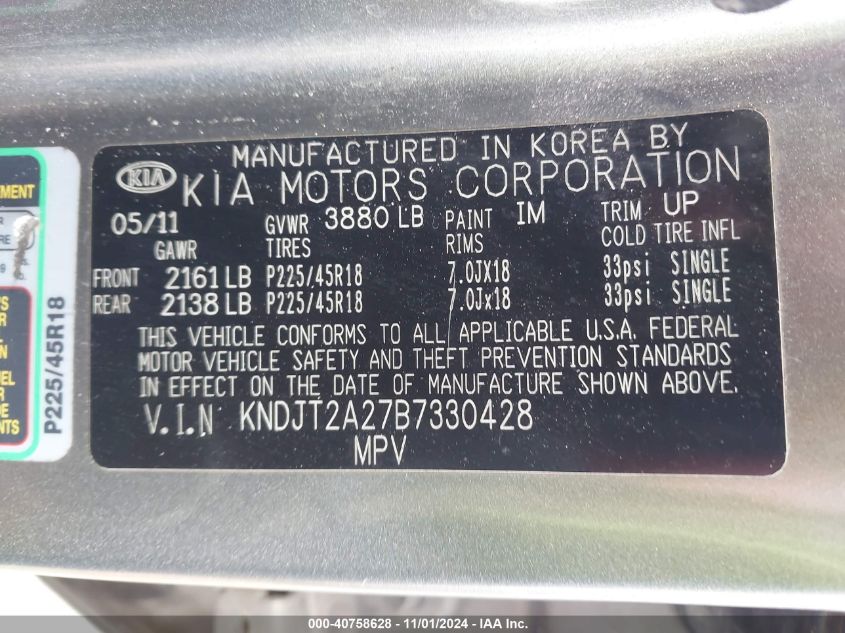 MANUFACTURED IN KOREA BY
KIA KIA MOTORS CORPORATION
05/11 GVWR 3880 LB PAINT IM TRIM UP
GAWR TIRES RIMS COLD TIRE INFL
FRONT 2161 LB P225/45R18 7.0JX18 33psi SINGLE
REAR 2138 LB P225/45R18 7.0Jx18 33psi SINGLE
THIS VEHICLE CONFORMS TO ALL APPLICABLE U.S.A. FEDERAL
MOTOR VEHICLE SAFETY AND THEFT PREVENTION STANDARDS
IN EFFECT ON THE DATE OF MANUFACTURE SHOWN ABOVE.
V.I.N KNDJT2A27B7330428
MPV
P225/45R18
000-40758628 - 11/01/2024 - IAA Inc.